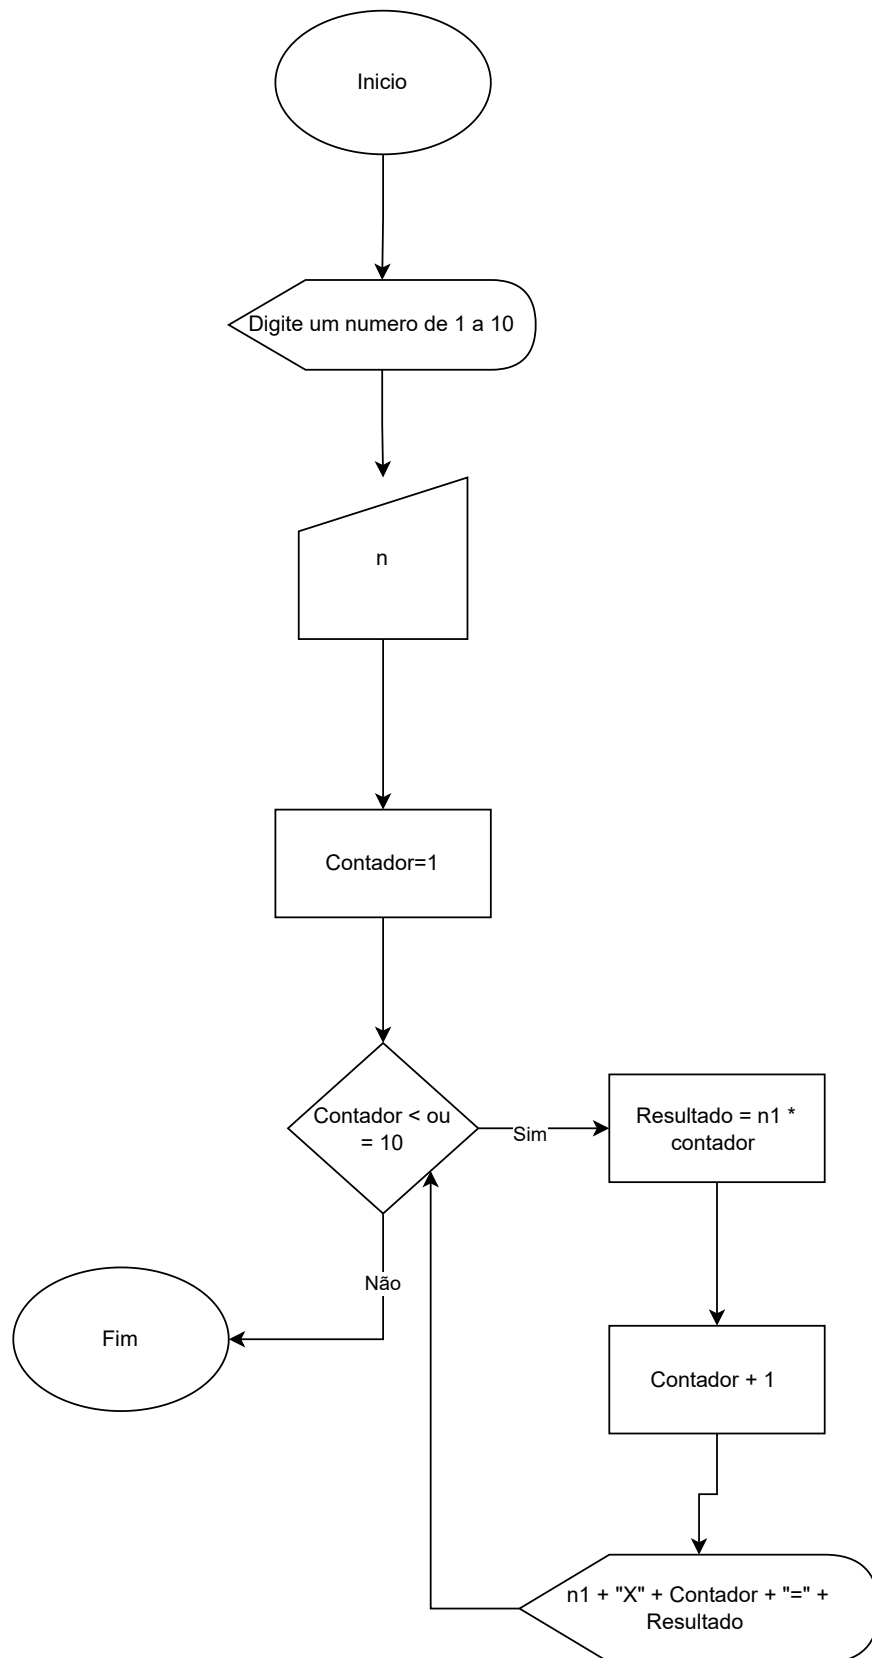 Inicio
Digite um numero de 1 a 10
n
Contador=1
Contador < ou
= 10
Sim
Resultado = n1 *
contador
Não
Fim
Contador + 1
n1 + "X" + Contador + "=" +
Resultado